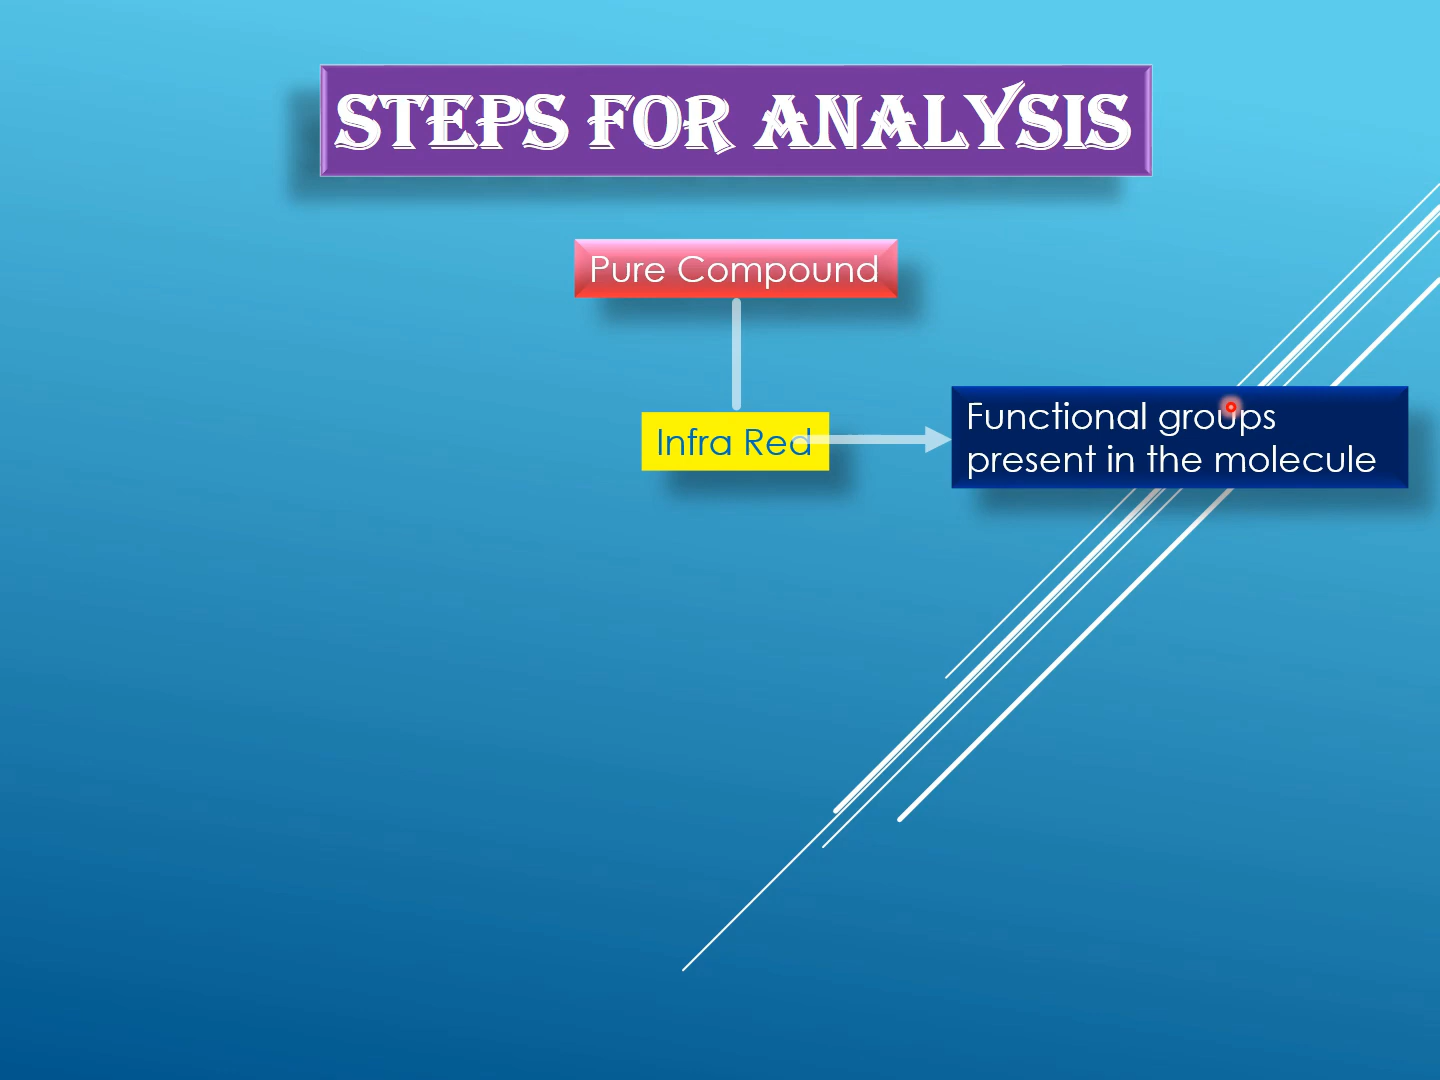 STEPS FOR ANALYSIS
Pure Compound
Infra Red
Functional groups
present in the molecule